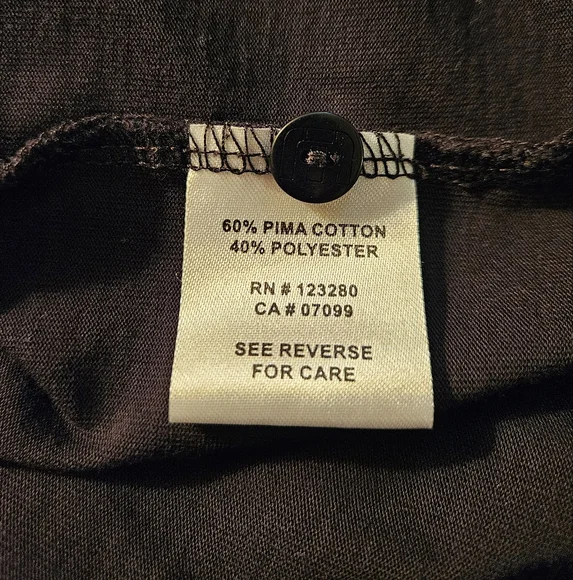 60% PIMA COTTON
40% POLYESTER
RN # 123280
CA # 07099
SEE REVERSE
FOR CARE